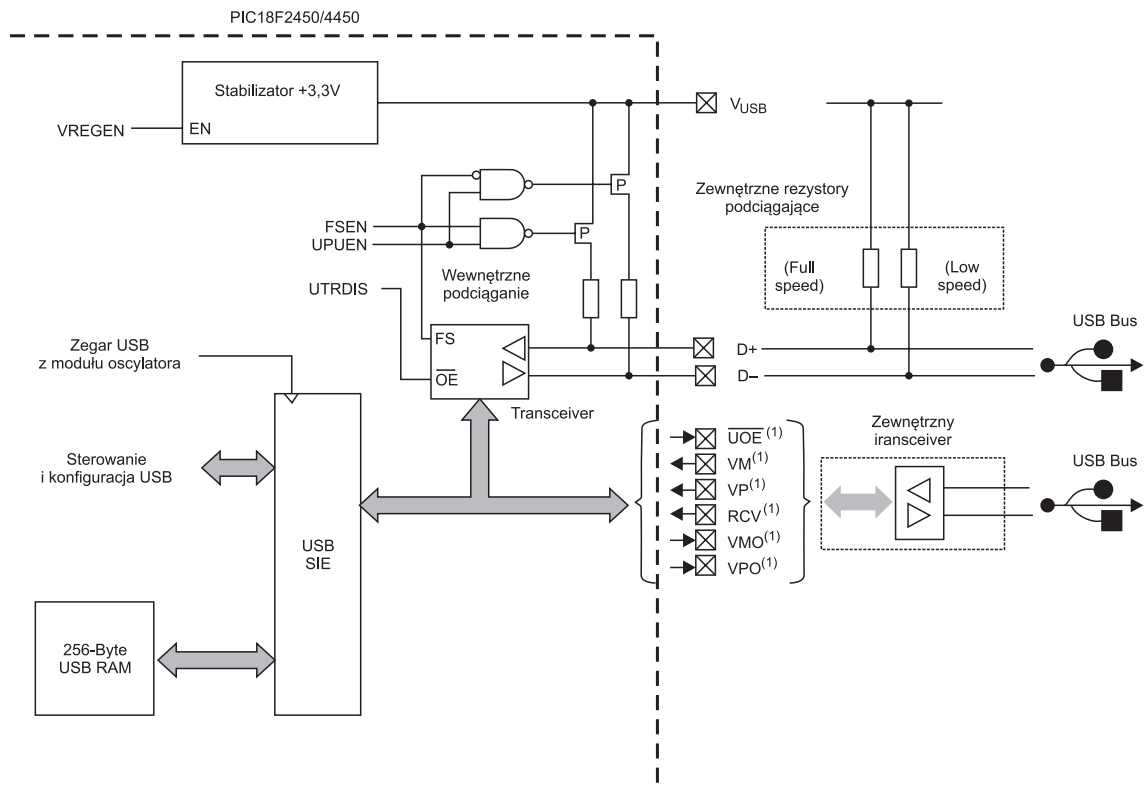 PIC18F2450/4450
Stabilizator +3,3V
VREGEN
EN
VUSB
P
Zewnętrzne rezystory
podciągające
FSEN
UPUEN
P
(Full
speed)
(Low
speed)
Wewnętrzne
podciąganie
UTRDIS
USB Bus
FS
OE
D+
D–
Zegar USB
z modułu oscylatora
Transceiver
Sterowanie
i konfiguracja USB
USB
SIE
UOE(1)
VM(1)
VP(1)
RCV(1)
VMO(1)
VPO(1)
Zewnętrzny
iransceiver
USB Bus
256-Byte
USB RAM